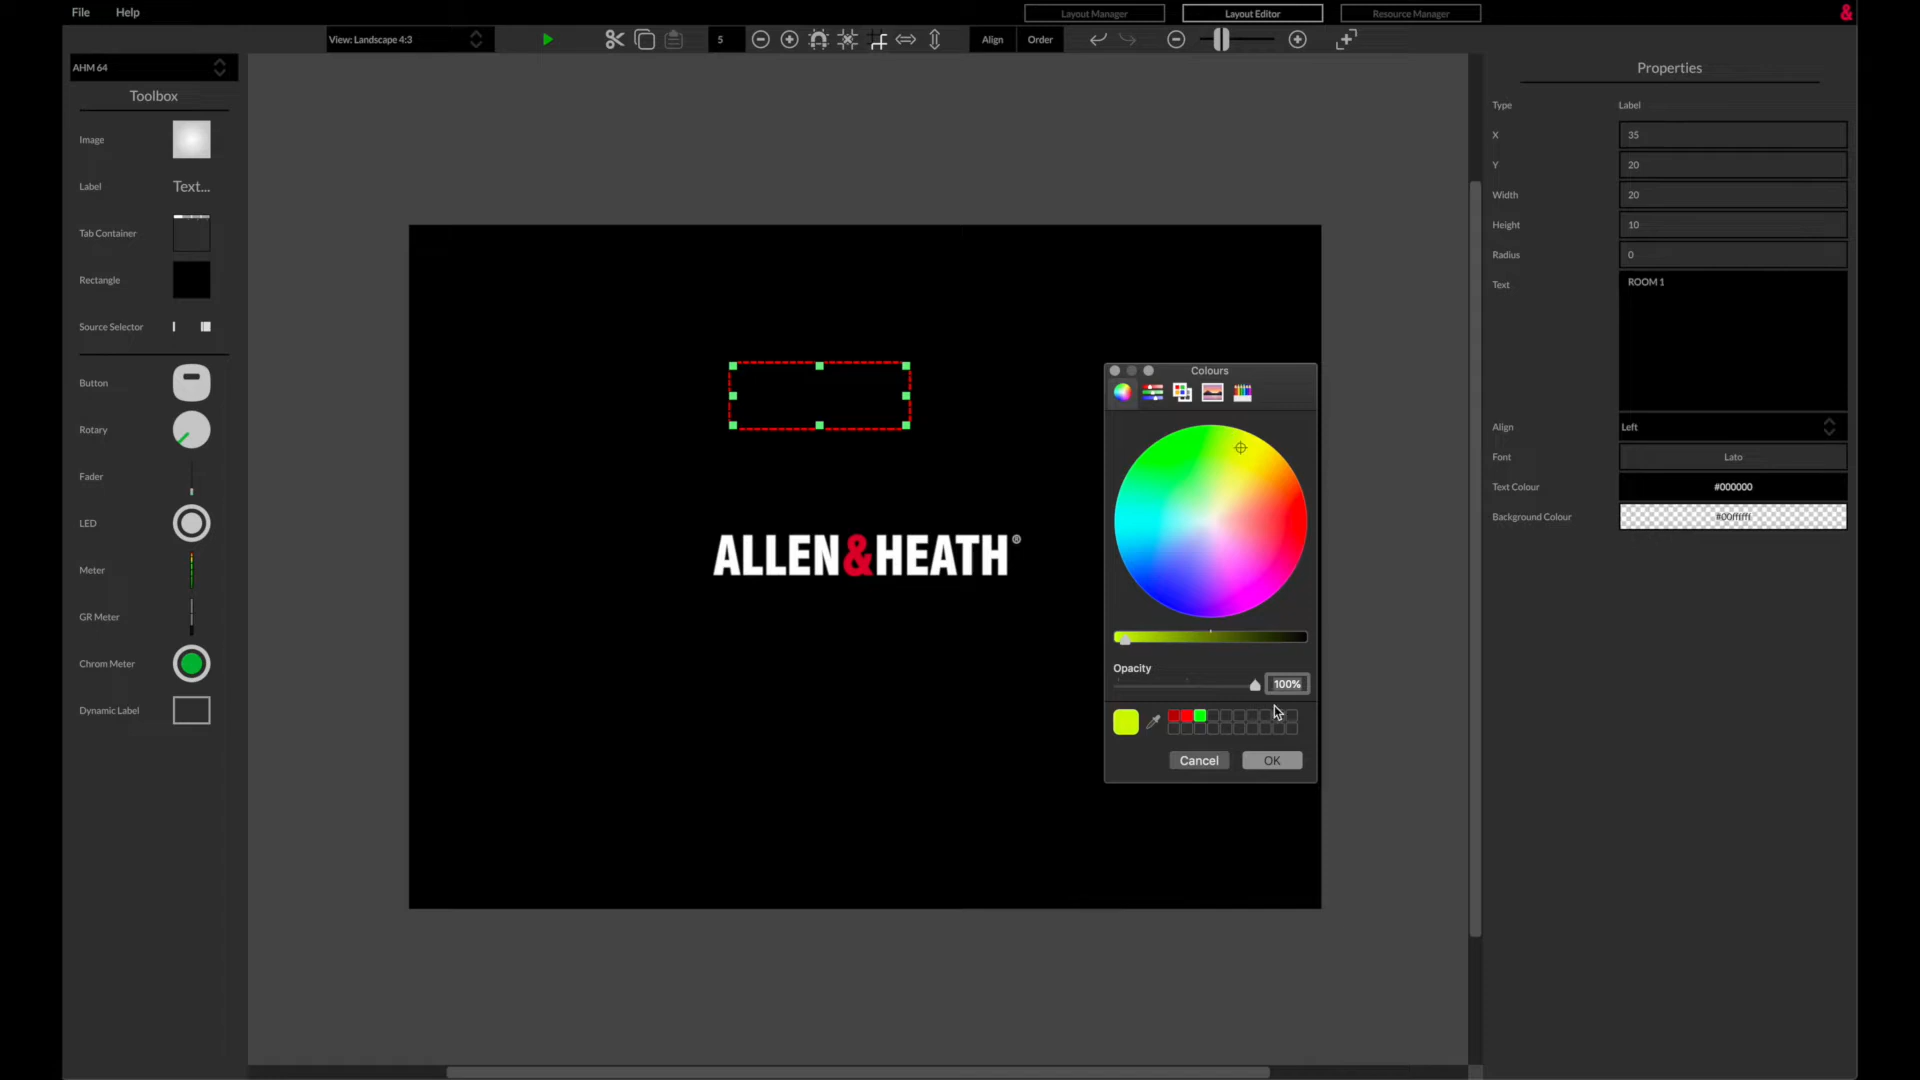 File Help
Layout Manager Layout Editor Resource Manager &
View: Landscape 4:3 5 Align Order
AHM 64
Toolbox
Image
Label Text...
Tab Container
Rectangle
Source Selector
Button
Rotary
Fader
LED
Meter
GR Meter
Chrom Meter
Dynamic Label
ALLEN&HEATH®
Colours
Opacity
100%
Cancel OK
Properties
Type Label
X 35
Y 20
Width 20
Height 10
Radius 0
Text ROOM 1
Align Left
Font Lato
Text Colour #000000
Background Colour #00ffffff